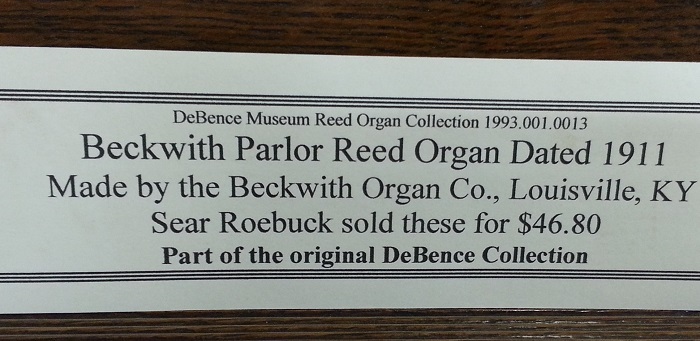 DeBence Museum Reed Organ Collection 1993.001.0013
Beckwith Parlor Reed Organ Dated 1911
Made by the Beckwith Organ Co., Louisville, KY
Sear Roebuck sold these for $46.80
Part of the original DeBence Collection